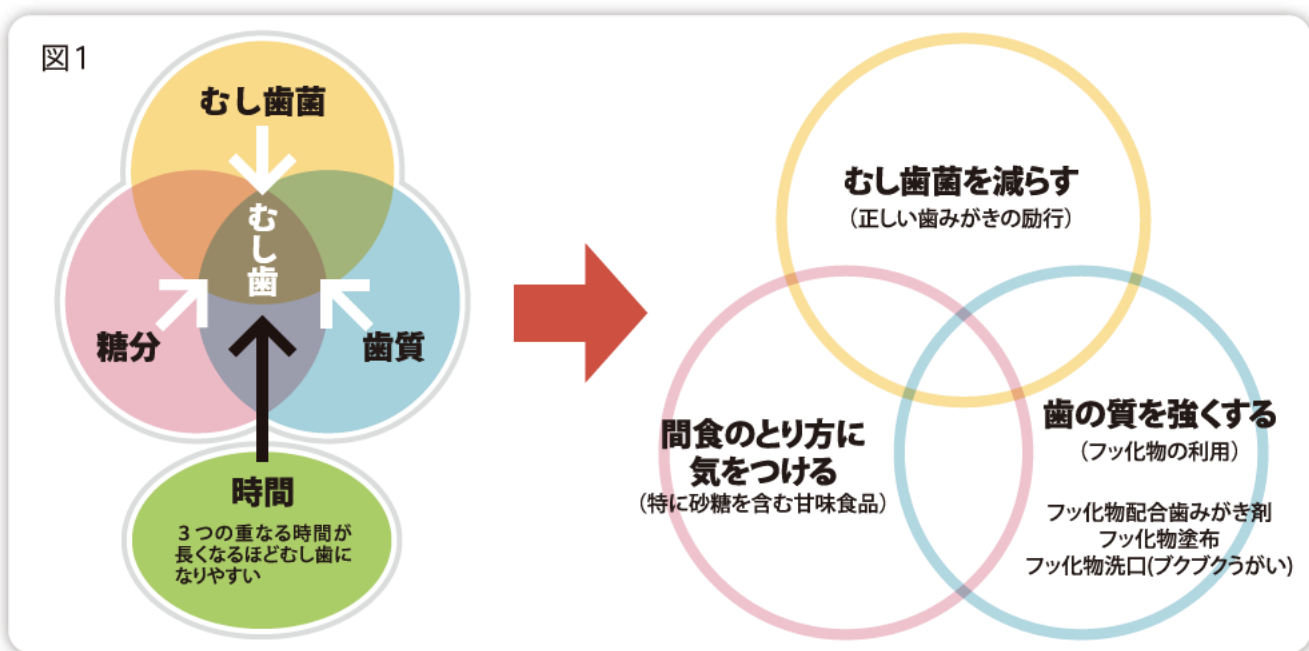 図1
むし歯菌
むし歯
糖分
歯質
時間
3つの重なる時間が
長くなるほどむし歯に
なりやすい
むし歯菌を減らす
(正しい歯みがきの励行)
間食のとり方に
気をつける
(特に砂糖を含む甘味食品)
歯の質を強くする
(フッ化物の利用)
フッ化物配合歯みがき剤
フッ化物塗布
フッ化物洗口(ブクブクうがい)